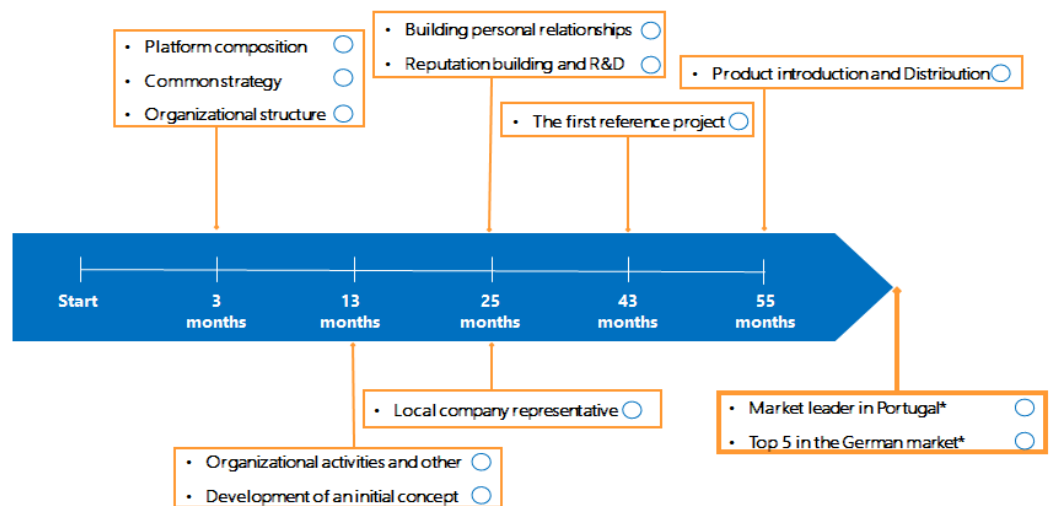 • Platform composition
• Common strategy
• Organizational structure
• Building personal relationships
• Reputation building and R&D
• The first reference project
• Product introduction and Distribution
Start
3 months
13 months
25 months
43 months
55 months
• Local company representative
• Organizational activities and other
• Development of an initial concept
• Market leader in Portugal*
• Top 5 in the German market*